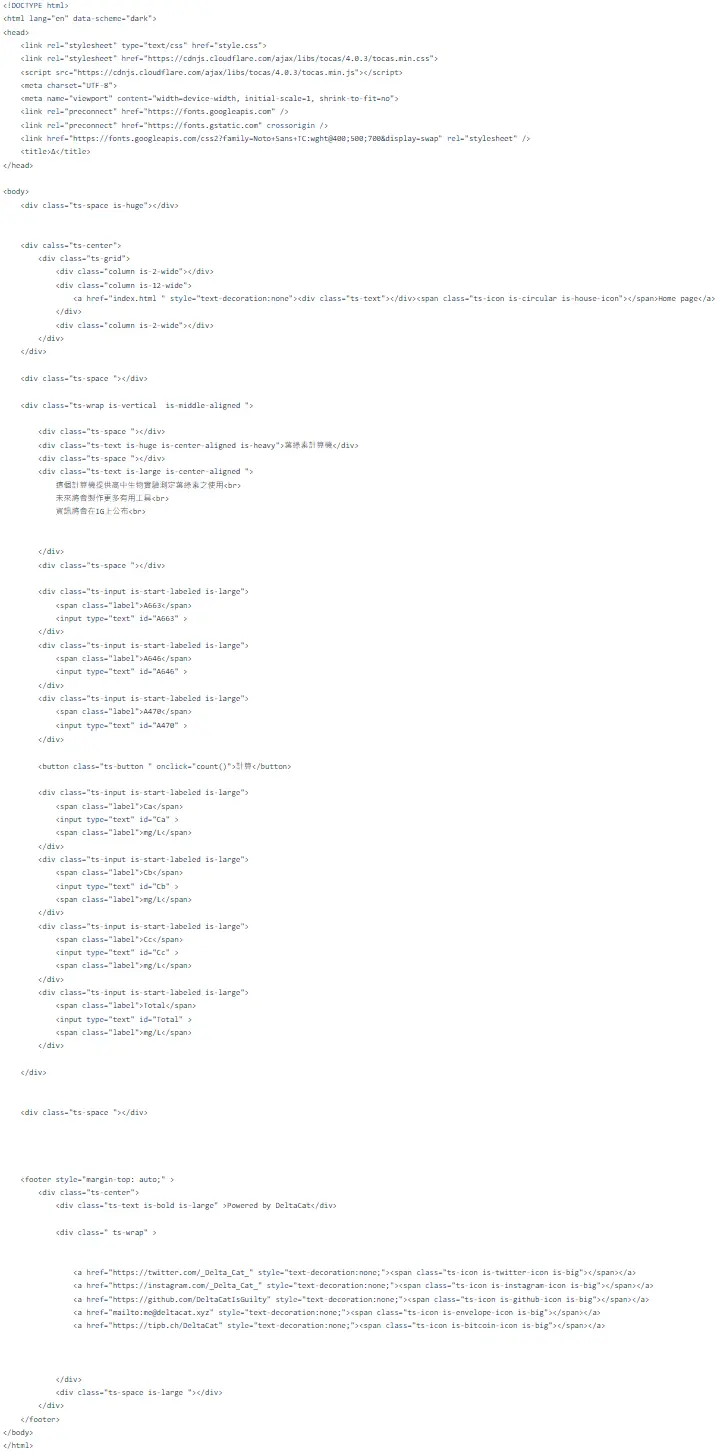 <!DOCTYPE html>
<html lang="en" data-scheme="dark">
<head>
<link rel="stylesheet" type="text/css" href="style.css">
<link rel="stylesheet" href="https://cdnjs.cloudflare.com/ajax/libs/tocas/4.0.3/tocas.min.css">
<script src="https://cdnjs.cloudflare.com/ajax/libs/tocas/4.0.3/tocas.min.js"></script>
<meta charset="UTF-8">
<meta name="viewport" content="width=device-width, initial-scale=1, shrink-to-fit=no">
<link rel="preconnect" href="https://fonts.googleapis.com" />
<link rel="preconnect" href="https://fonts.gstatic.com" crossorigin />
<link href="https://fonts.googleapis.com/css2?family=Noto+Sans+TC:wght@400;500;700&display=swap" rel="stylesheet" />
<title>Δ</title>
</head>
<body>
<div class="ts-space is-huge"></div>
<div calss="ts-center">
<div class="ts-grid">
<div class="column is-2-wide"></div>
<div class="column is-12-wide">
<a href="index.html " style="text-decoration:none"><div class="ts-text"></div><span class="ts-icon is-circular is-house-icon"></span>Home page</a>
</div>
<div class="column is-2-wide"></div>
</div>
</div>
<div class="ts-space "></div>
<div class="ts-wrap is-vertical  is-middle-aligned ">
<div class="ts-space "></div>
<div class="ts-text is-huge is-center-aligned is-heavy">葉綠素計算機</div>
<div class="ts-space "></div>
<div class="ts-text is-large is-center-aligned ">
這個計算機提供高中生物實驗測定葉綠素之使用<br>
未來將會製作更多有用工具<br>
資訊將會在IG上公布<br>
</div>
<div class="ts-space "></div>
<div class="ts-input is-start-labeled is-large">
<span class="label">A663</span>
<input type="text" id="A663" >
</div>
<div class="ts-input is-start-labeled is-large">
<span class="label">A646</span>
<input type="text" id="A646" >
</div>
<div class="ts-input is-start-labeled is-large">
<span class="label">A470</span>
<input type="text" id="A470" >
</div>
<button class="ts-button " onclick="count()">計算</button>
<div class="ts-input is-start-labeled is-large">
<span class="label">Ca</span>
<input type="text" id="Ca" >
<span class="label">mg/L</span>
</div>
<div class="ts-input is-start-labeled is-large">
<span class="label">Cb</span>
<input type="text" id="Cb" >
<span class="label">mg/L</span>
</div>
<div class="ts-input is-start-labeled is-large">
<span class="label">Cc</span>
<input type="text" id="Cc" >
<span class="label">mg/L</span>
</div>
<div class="ts-input is-start-labeled is-large">
<span class="label">Total</span>
<input type="text" id="Total" >
<span class="label">mg/L</span>
</div>
</div>
<div class="ts-space "></div>
<footer style="margin-top: auto;" >
<div class="ts-center">
<div class="ts-text is-bold is-large" >Powered by DeltaCat</div>
<div class=" ts-wrap" >
<a href="https://twitter.com/_Delta_Cat_" style="text-decoration:none;"><span class="ts-icon is-twitter-icon is-big"></span></a>
<a href="https://instagram.com/_Delta_Cat_" style="text-decoration:none;"><span class="ts-icon is-instagram-icon is-big"></span></a>
<a href="https://github.com/DeltaCatIsGuilty" style="text-decoration:none;"><span class="ts-icon is-github-icon is-big"></span></a>
<a href="mailto:me@deltacat.xyz" style="text-decoration:none;"><span class="ts-icon is-envelope-icon is-big"></span></a>
<a href="https://tipb.ch/DeltaCat" style="text-decoration:none;"><span class="ts-icon is-bitcoin-icon is-big"></span></a>
</div>
<div class="ts-space is-large "></div>
</div>
</footer>
</body>
</html>